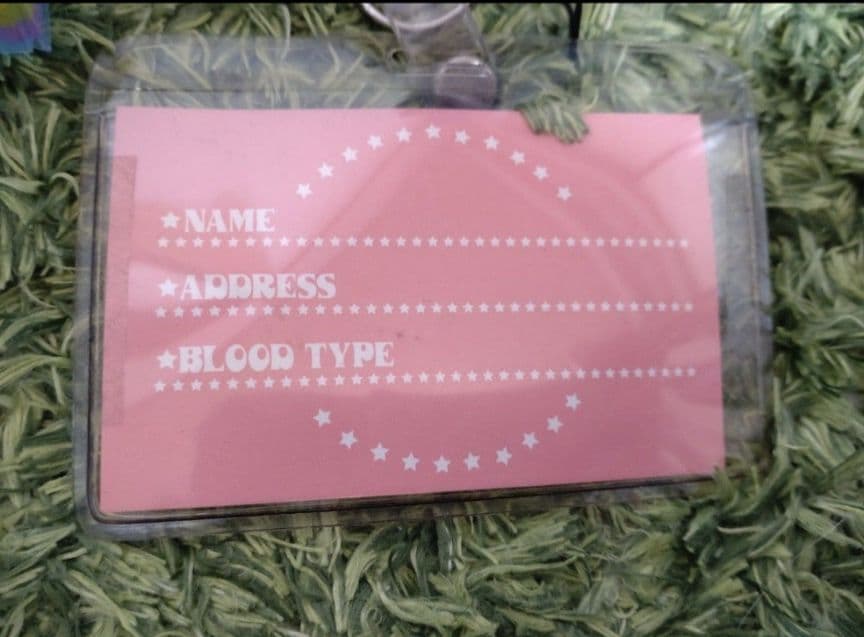 ★NAME
★ADDRESS
★BLOOD TYPE